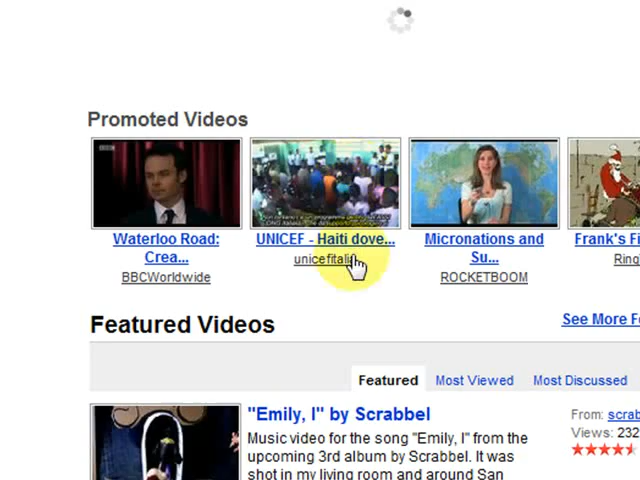 Promoted Videos
BBC
Waterloo Road:
Crea...
BBCWorldwide
UNICEF - Haiti dove...
unicefitalia
Micronations and
Su...
ROCKETBOOM
Frank's Fi
Ring
Featured Videos
See More Fe
Featured
Most Viewed
Most Discussed
"Emily, I" by Scrabbel
Music video for the song "Emily, I" from the
upcoming 3rd album by Scrabbel. It was
shot in my living room and around San
From: scrab
Views: 232